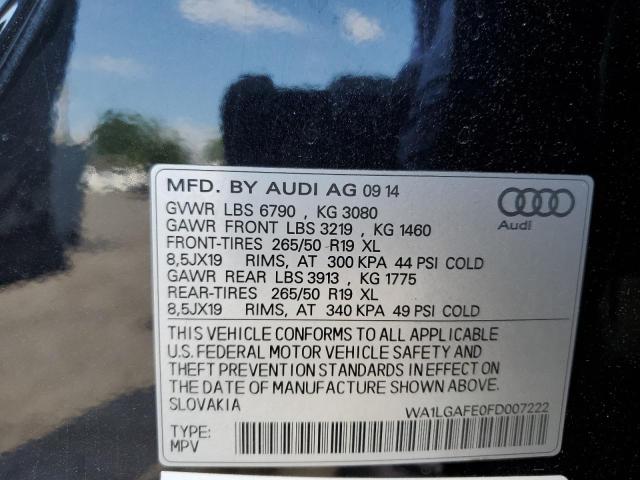 MFD. BY AUDI AG 09 14
GVWR LBS 6790 , KG 3080
GAWR FRONT LBS 3219 , KG 1460
FRONT-TIRES 265/50 R19 XL
8,5JX19 RIMS, AT 300 KPA 44 PSI COLD
GAWR REAR LBS 3913 , KG 1775
REAR-TIRES 265/50 R19 XL
8,5JX19 RIMS, AT 340 KPA 49 PSI COLD
Audi
THIS VEHICLE CONFORMS TO ALL APPLICABLE
U.S. FEDERAL MOTOR VEHICLE SAFETY AND
THEFT PREVENTION STANDARDS IN EFFECT ON
THE DATE OF MANUFACTURE SHOWN ABOVE.
SLOVAKIA
WA1LGAFE0FD007222
TYPE:
MPV